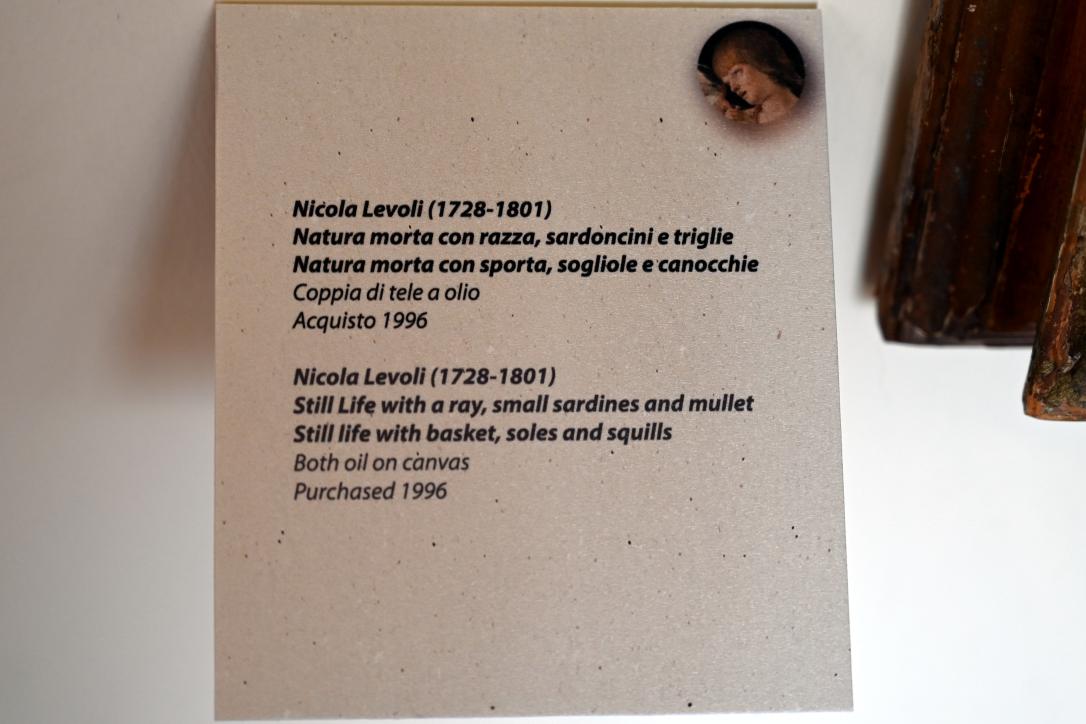 Nicola Levoli (1728-1801)
Natura morta con razza, sardoncini e triglie
Natura morta con sporta, sogliole e canocchie
Coppia di tele a olio
Acquisto 1996
Nicola Levoli (1728-1801)
Still Life with a ray, small sardines and mullet
Still life with basket, soles and squills
Both oil on canvas
Purchased 1996